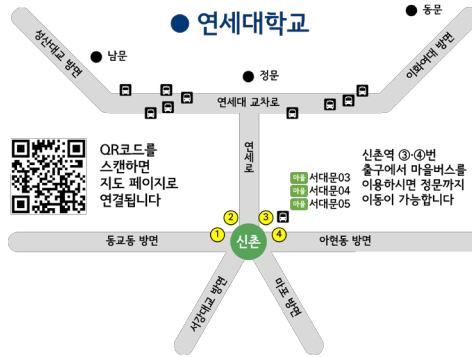 연세대학교
동문
남문
정문
성산대교 방면
이화여대 방면
연세대 교차로
연세로
QR코드를
스캔하면
지도 페이지로
연결됩니다
마을 서대문03
마을 서대문04
마을 서대문05
신촌역 ③·④번
출구에서 마을버스를
이용하시면 정문까지
이동이 가능합니다
2
3
1
신촌
4
동교동 방면
아현동 방면
서강대교 방면
마포 방면